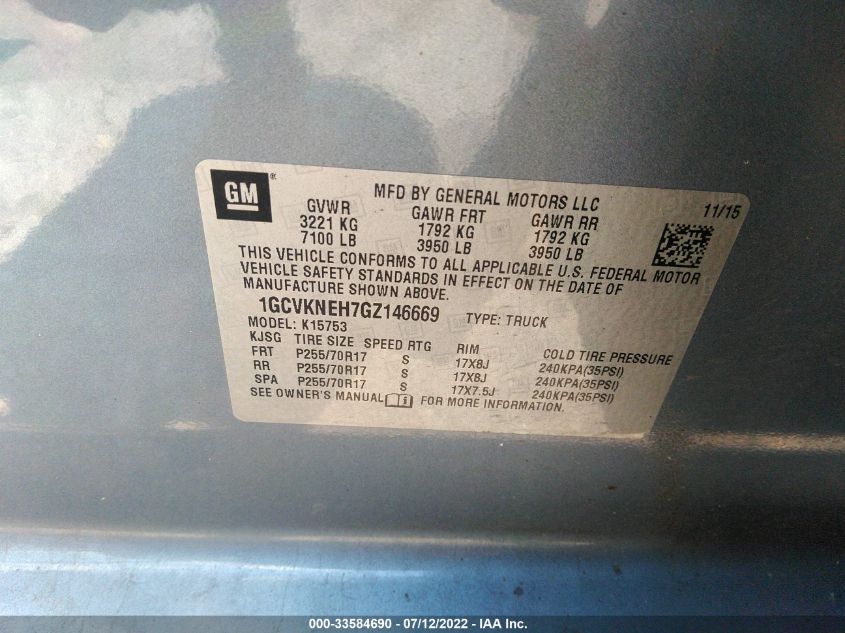 GM®
MFD BY GENERAL MOTORS LLC
11/15
GVWR GAWR FRT GAWR RR
3221 KG 1792 KG 1792 KG
7100 LB 3950 LB 3950 LB
THIS VEHICLE CONFORMS TO ALL APPLICABLE U.S. FEDERAL MOTOR
VEHICLE SAFETY STANDARDS IN EFFECT ON THE DATE OF
MANUFACTURE SHOWN ABOVE.
1GCVKNEH7GZ146669 TYPE: TRUCK
MODEL: K15753
KJSG TIRE SIZE SPEED RTG RIM COLD TIRE PRESSURE
FRT P255/70R17 S 17X8J 240KPA(35PSI)
RR P255/70R17 S 17X8J 240KPA(35PSI)
SPA P255/70R17 S 17X7.5J 240KPA(35PSI)
SEE OWNER'S MANUAL FOR MORE INFORMATION.
000-33584690 - 07/12/2022 - IAA Inc.